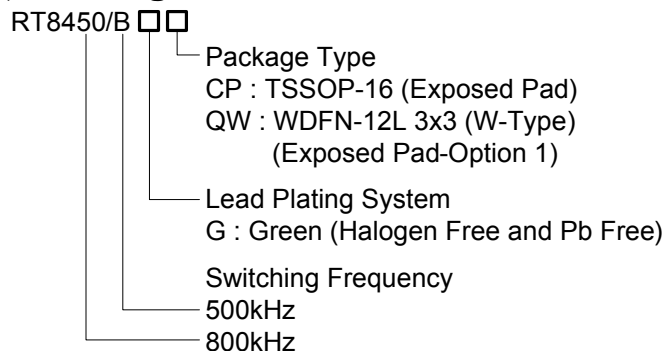 RT8450/B □□
Package Type
CP : TSSOP-16 (Exposed Pad)
QW : WDFN-12L 3x3 (W-Type)
(Exposed Pad-Option 1)
Lead Plating System
G : Green (Halogen Free and Pb Free)
Switching Frequency
500kHz
800kHz